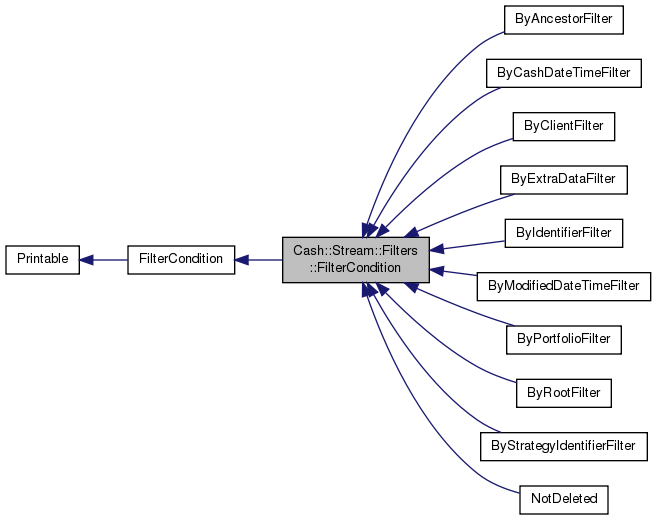 ByAncestorFilter
ByCashDateTimeFilter
ByClientFilter
ByExtraDataFilter
ByIdentifierFilter
Printable
FilterCondition
Cash::Stream::Filters
::FilterCondition
ByModifiedDateTimeFilter
ByPortfolioFilter
ByRootFilter
ByStrategyIdentifierFilter
NotDeleted